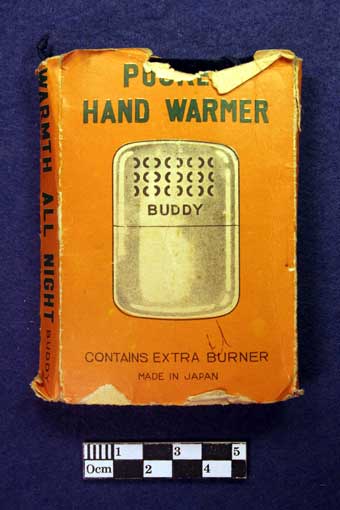 POCKET
HAND WARMER
BUDDY
CONTAINS EXTRA BURNER
MADE IN JAPAN
WARMTH ALL NIGHT BUDDY
1 3 5
0cm 2 4